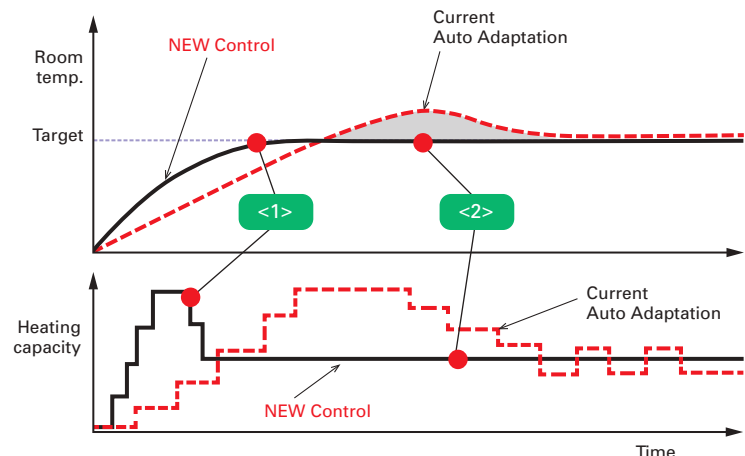 Current
Auto Adaptation
NEW Control
Room
temp.
Target
<1>
<2>
Current
Auto Adaptation
Heating
capacity
NEW Control
Time